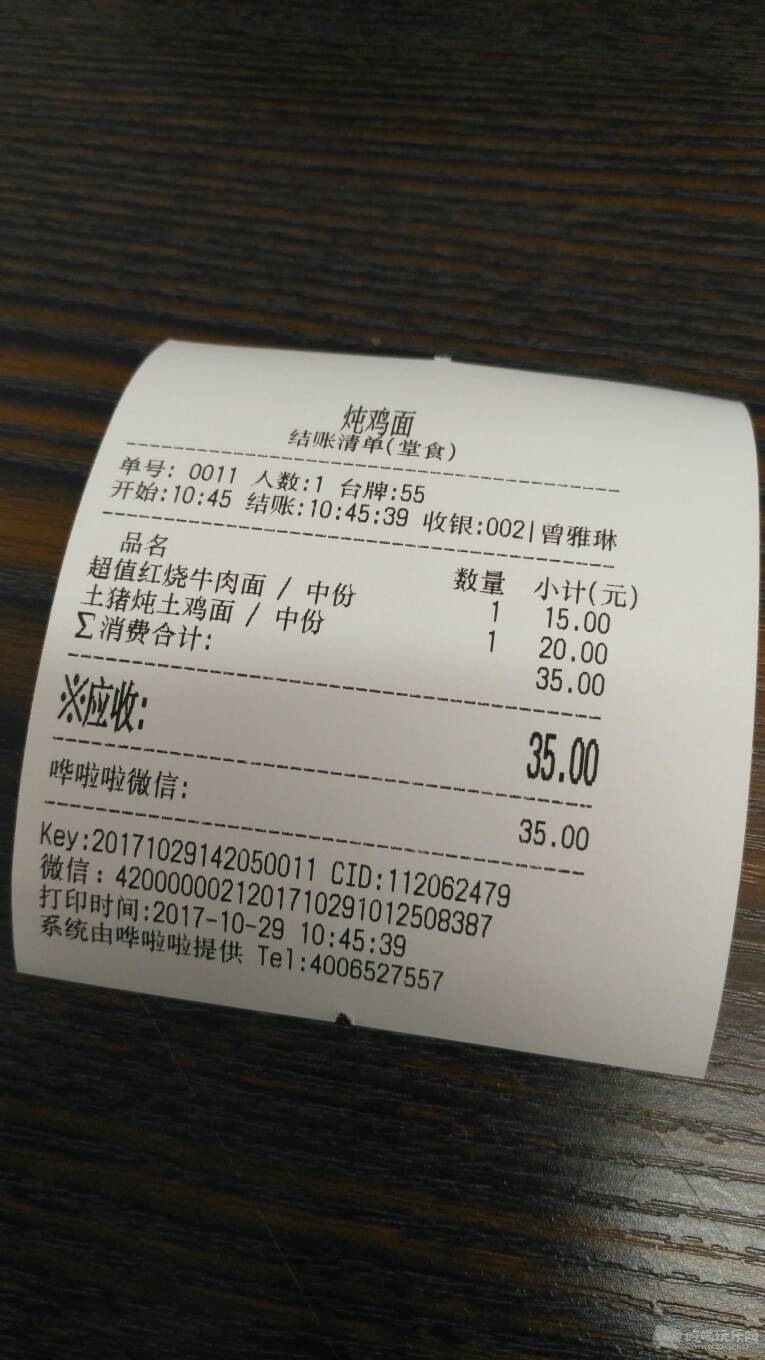 炖鸡面
结账清单(堂食)
单号: 0011 人数:1 台牌:55
开始:10:45 结账:10:45:39 收银:002|曾雅琳
品名 数量 小计(元)
超值红烧牛肉面 / 中份 1 15.00
土猪炖土鸡面 / 中份 1 20.00
∑消费合计: 35.00
※应收: 35.00
哗啦啦微信: 35.00
Key:20171029142050011 CID:112062479
微信：4200000021201710291012508387
打印时间:2017-10-29 10:45:39
系统由哗啦啦提供 Tel:4006527557